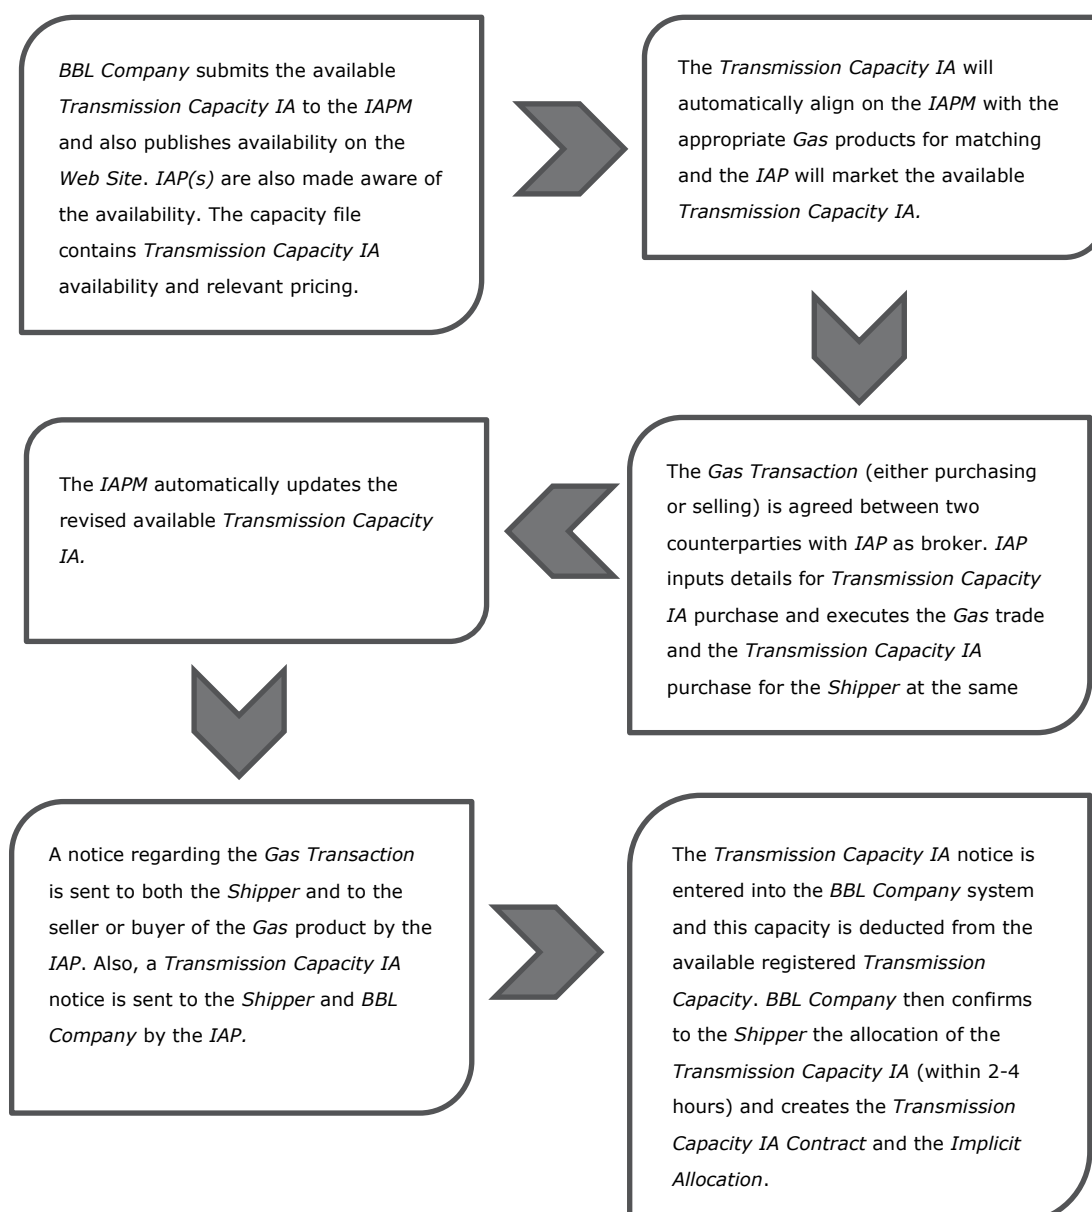 BBL Company submits the available
Transmission Capacity IA to the IAPM
and also publishes availability on the
Web Site. IAP(s) are also made aware of
the availability. The capacity file
contains Transmission Capacity IA
availability and relevant pricing.
The Transmission Capacity IA will
automatically align on the IAPM with the
appropriate Gas products for matching
and the IAP will market the available
Transmission Capacity IA.
The Gas Transaction (either purchasing
or selling) is agreed between two
counterparties with IAP as broker. IAP
inputs details for Transmission Capacity
IA purchase and executes the Gas trade
and the Transmission Capacity IA
purchase for the Shipper at the same
The IAPM automatically updates the
revised available Transmission Capacity
IA.
A notice regarding the Gas Transaction
is sent to both the Shipper and to the
seller or buyer of the Gas product by the
IAP. Also, a Transmission Capacity IA
notice is sent to the Shipper and BBL
Company by the IAP.
The Transmission Capacity IA notice is
entered into the BBL Company system
and this capacity is deducted from the
available registered Transmission
Capacity. BBL Company then confirms
to the Shipper the allocation of the
Transmission Capacity IA (within 2-4
hours) and creates the Transmission
Capacity IA Contract and the Implicit
Allocation.